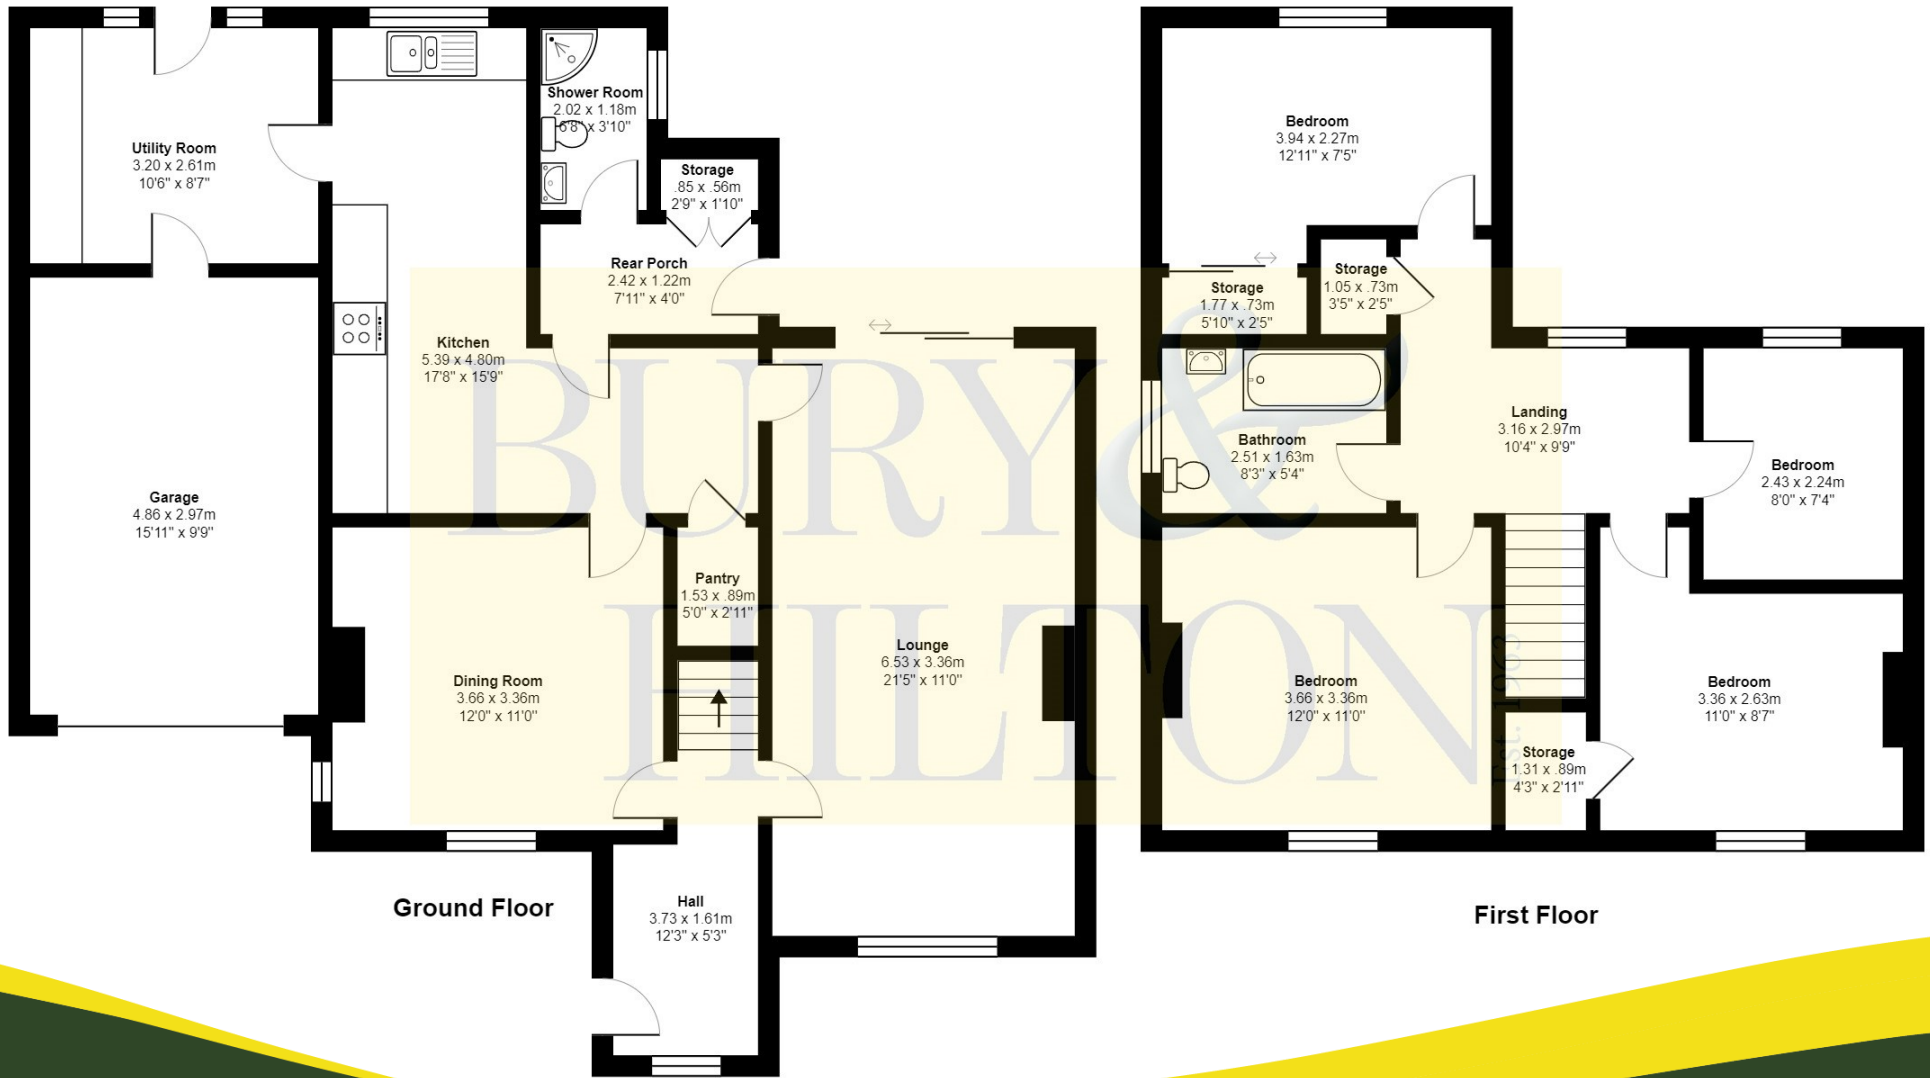 Utility Room
3.20 x 2.61m
10'6" x 8'7"
Shower Room
2.02 x 1.18m
6'8" x 3'10"
Storage
.85 x .56m
2'9" x 1'10"
Rear Porch
2.42 x 1.22m
7'11" x 4'0"
Kitchen
5.39 x 4.80m
17'8" x 15'9"
Garage
4.86 x 2.97m
15'11" x 9'9"
Pantry
1.53 x .89m
5'0" x 2'11"
Dining Room
3.66 x 3.36m
12'0" x 11'0"
Lounge
6.53 x 3.36m
21'5" x 11'0"
Hall
3.73 x 1.61m
12'3" x 5'3"
Ground Floor
Bedroom
3.94 x 2.27m
12'11" x 7'5"
Storage
1.77 x .73m
5'10" x 2'5"
Storage
1.05 x .73m
3'5" x 2'5"
Bathroom
2.51 x 1.63m
8'3" x 5'4"
Landing
3.16 x 2.97m
10'4" x 9'9"
Bedroom
2.43 x 2.24m
8'0" x 7'4"
Bedroom
3.66 x 3.36m
12'0" x 11'0"
Bedroom
3.36 x 2.63m
11'0" x 8'7"
Storage
1.31 x .89m
4'3" x 2'11"
First Floor
BURY &
HILTON
Est. 1963